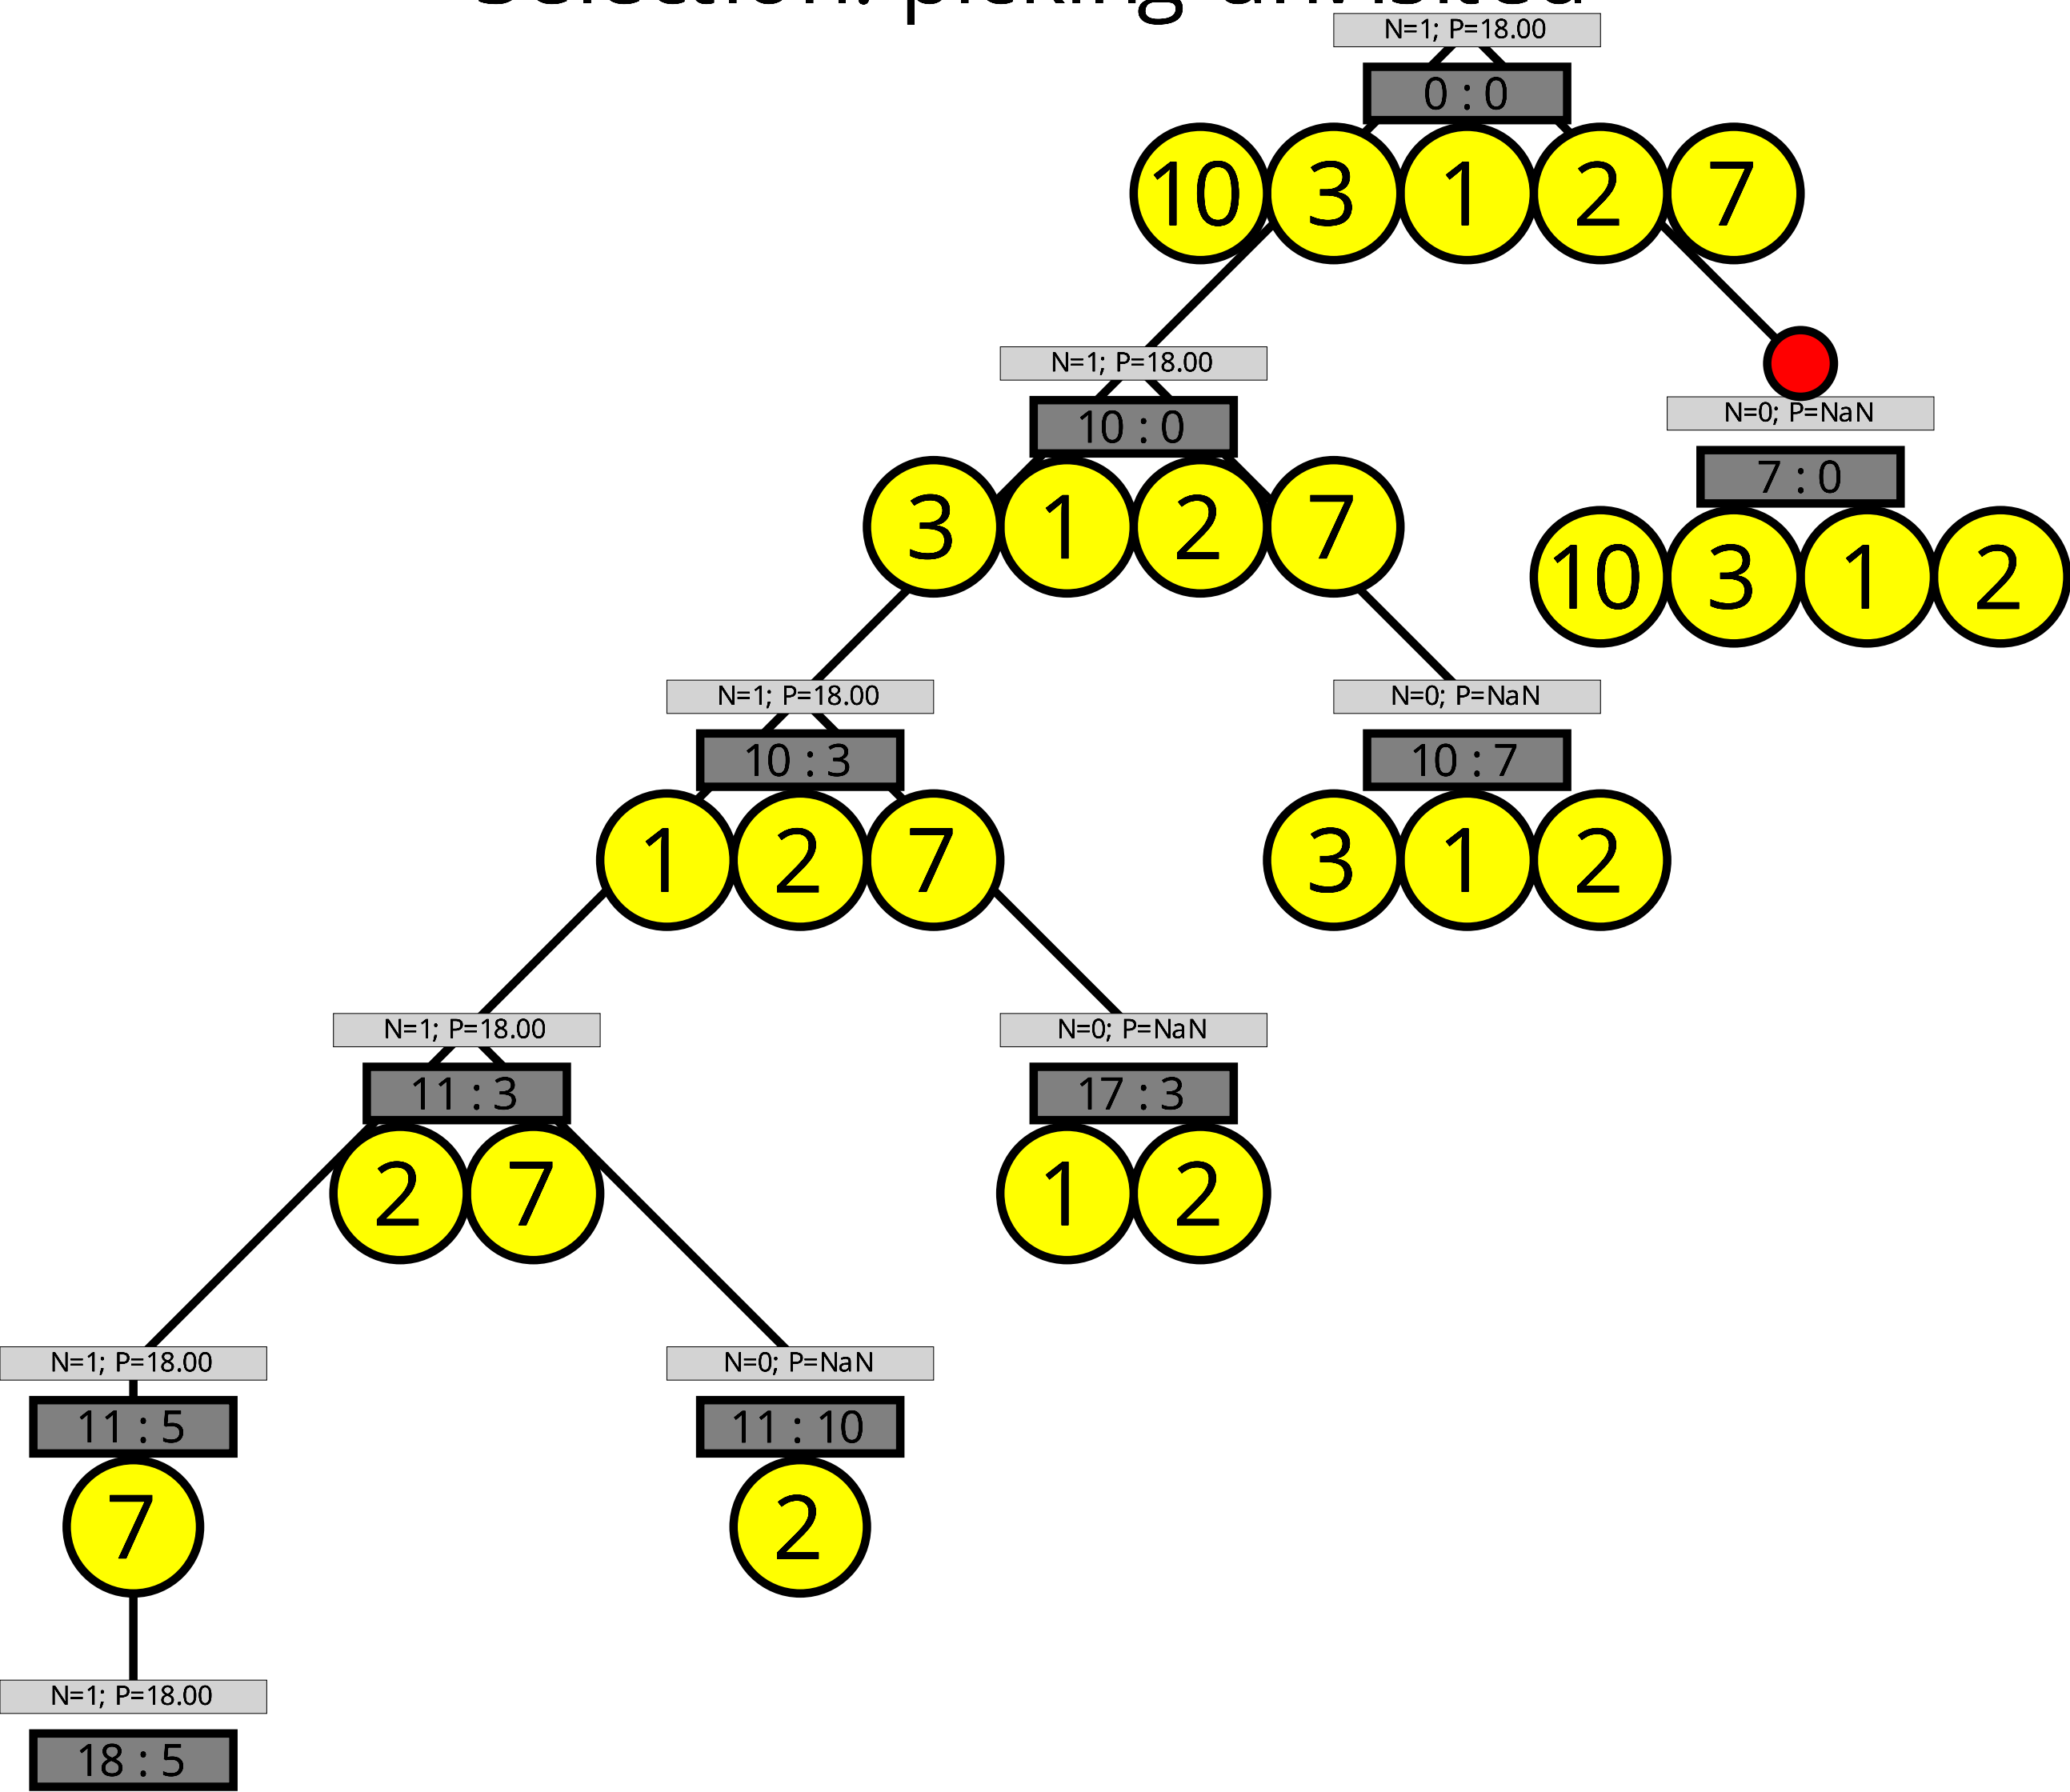 Selection: picking unvisited
N=1; P=18.00
0 : 0
10 3 1 2 7
N=1; P=18.00
10 : 0
3 1 2 7
N=0; P=NaN
7 : 0
10 3 1 2
N=1; P=18.00
10 : 3
1 2 7
N=0; P=NaN
10 : 7
3 1 2
N=1; P=18.00
11 : 3
2 7
N=0; P=NaN
17 : 3
1 2
N=1; P=18.00
11 : 5
7
N=0; P=NaN
11 : 10
2
N=1; P=18.00
18 : 5